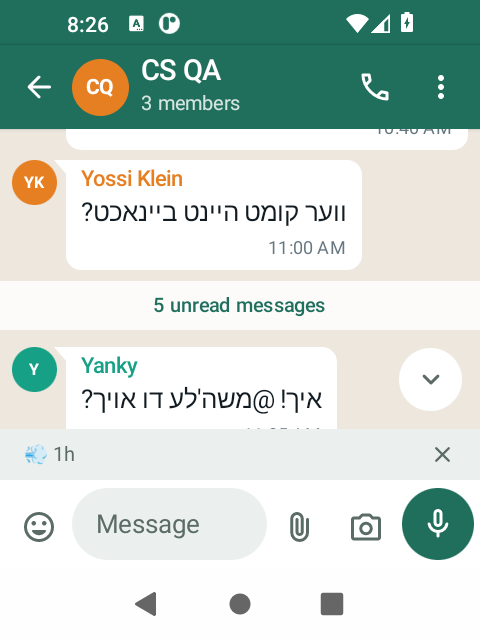 8:26
CS QA
CQ
3 members
10:40 AM
Yossi Klein
YK
ווער קומט היינט ביינאכט?
11:00 AM
5 unread messages
Yanky
Y
איך! @משה'לע דו אויך?
💨 1h
Message